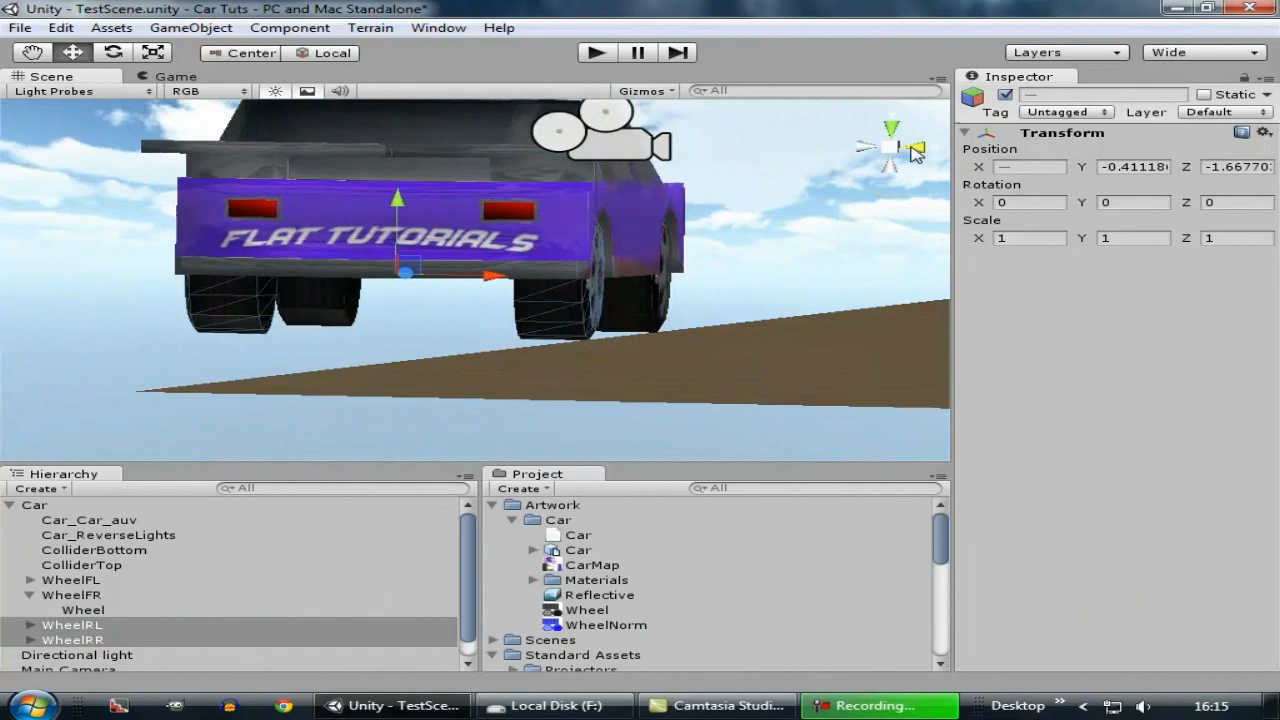 Unity - TestScene.unity - Car Tuts - PC and Mac Standalone*
File Edit Assets GameObject Component Terrain Window Help
Center Local Layers Wide
Scene Game Inspector
Light Probes RGB Gizmos All
Static
Tag Untagged Layer Default
Transform
Position
X — Y -0.41118 Z -1.66770
Rotation
X 0 Y 0 Z 0
Scale
X 1 Y 1 Z 1
FLAT TUTORIALS
Hierarchy
Create All
Car
Car_Car_auv
Car_ReverseLights
ColliderBottom
ColliderTop
WheelFL
WheelFR
Wheel
WheelRL
WheelRR
Directional light
Main Camera
Project
Create All
Artwork
Car
Car
Car
CarMap
Materials
Reflective
Wheel
WheelNorm
Scenes
Standard Assets
Projectors
Unity - TestSce... Local Disk (F:) Camtasia Studi... Recording... Desktop 16:15